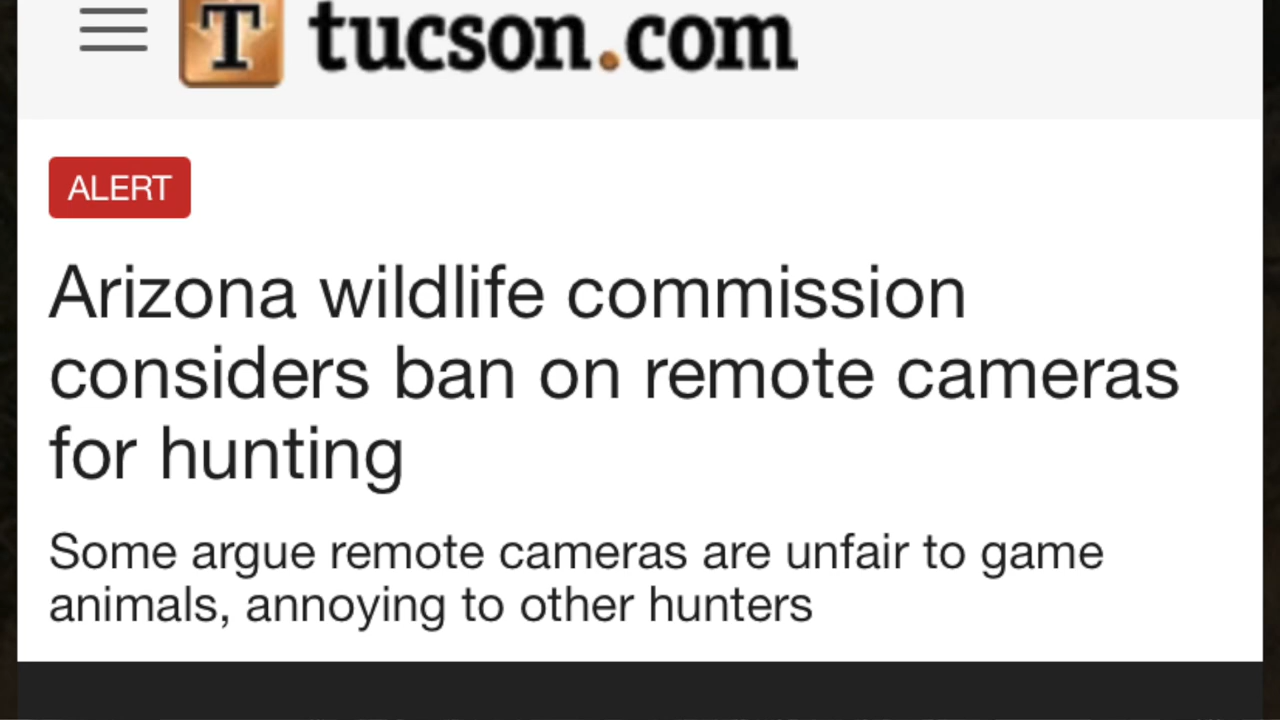 T tucson.com
ALERT
Arizona wildlife commission
considers ban on remote cameras
for hunting
Some argue remote cameras are unfair to game
animals, annoying to other hunters